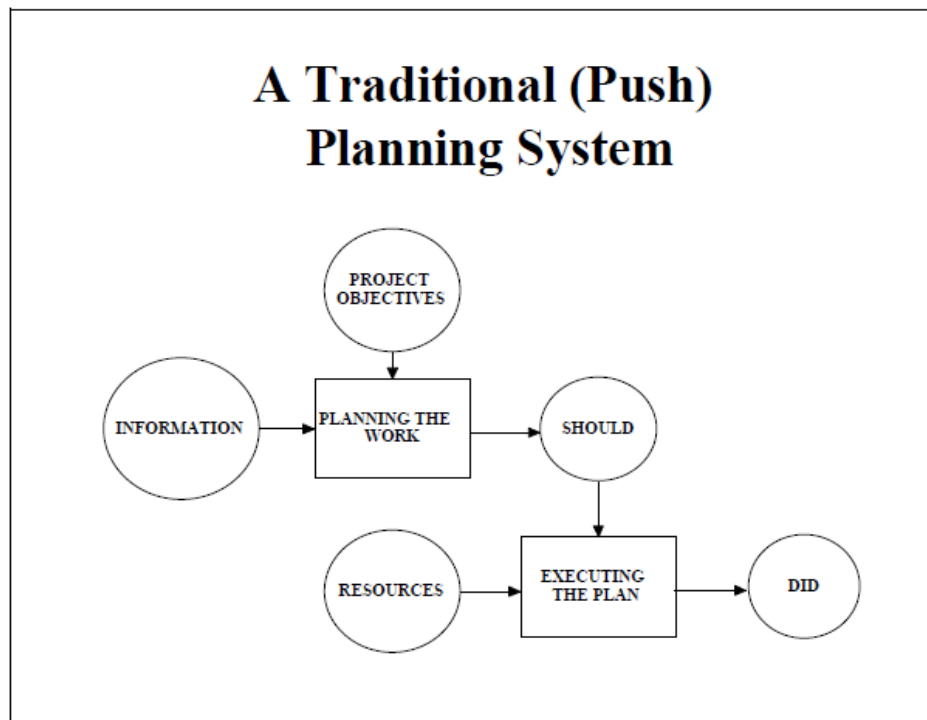 A Traditional (Push)
Planning System
PROJECT
OBJECTIVES
INFORMATION
PLANNING THE
WORK
SHOULD
RESOURCES
EXECUTING
THE PLAN
DID